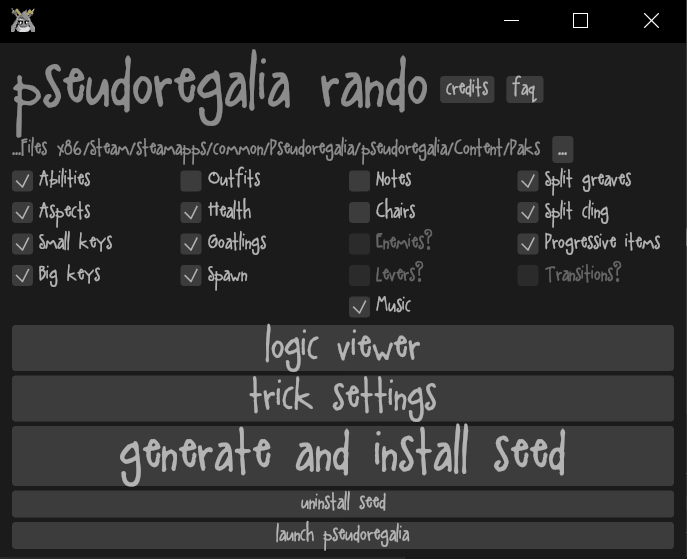 pseudoregalia rando credits faq
...Files x86/Steam/steamapps/common/Pseudoregalia/pseudoregalia/Content/Paks ...
Abilities Outfits Notes Split greaves
Aspects Health Chairs Split cling
Small keys Goatlings Enemies? Progressive items
Big keys Spawn Levers? Transitions?
Music
logic viewer
trick settings
generate and install seed
uninstall seed
launch pseudoregalia